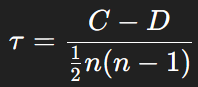 τ = (C − D) / (½n(n − 1))